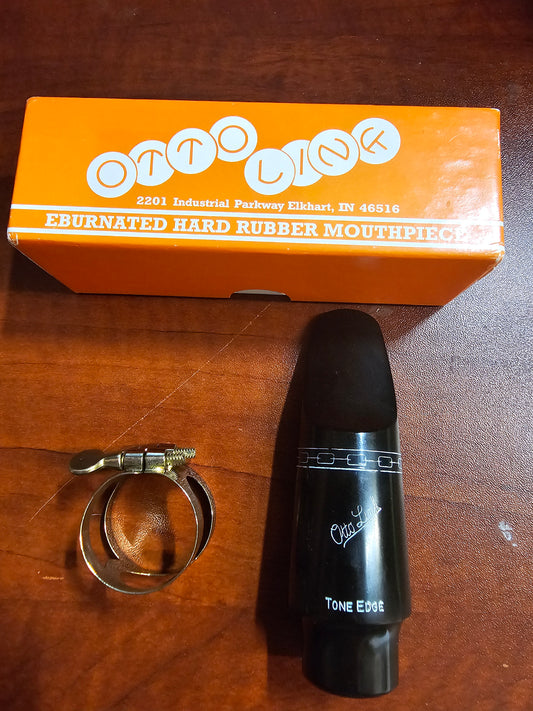 OTTO LINK
2201 Industrial Parkway Elkhart, IN 46516
EBURNATED HARD RUBBER MOUTHPIECE
Otto Link
TONE EDGE